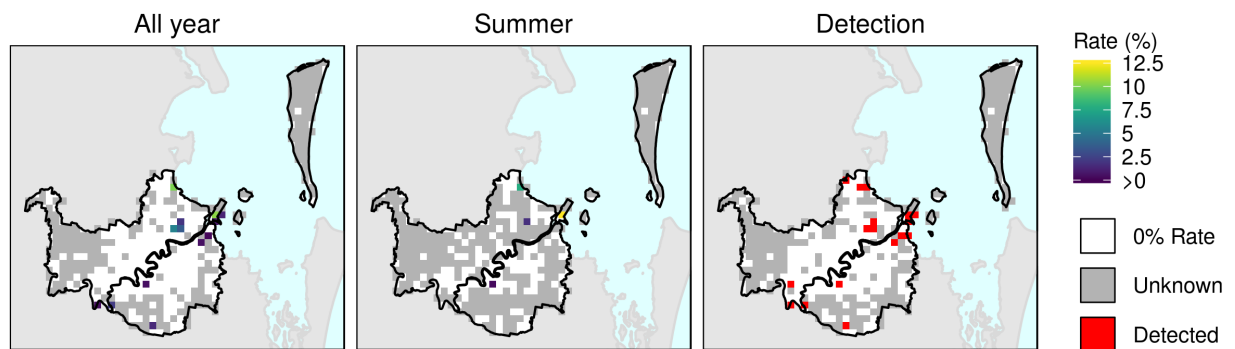 All year
Summer
Detection
Rate (%)
12.5
10
7.5
5
2.5
>0
0% Rate
Unknown
Detected